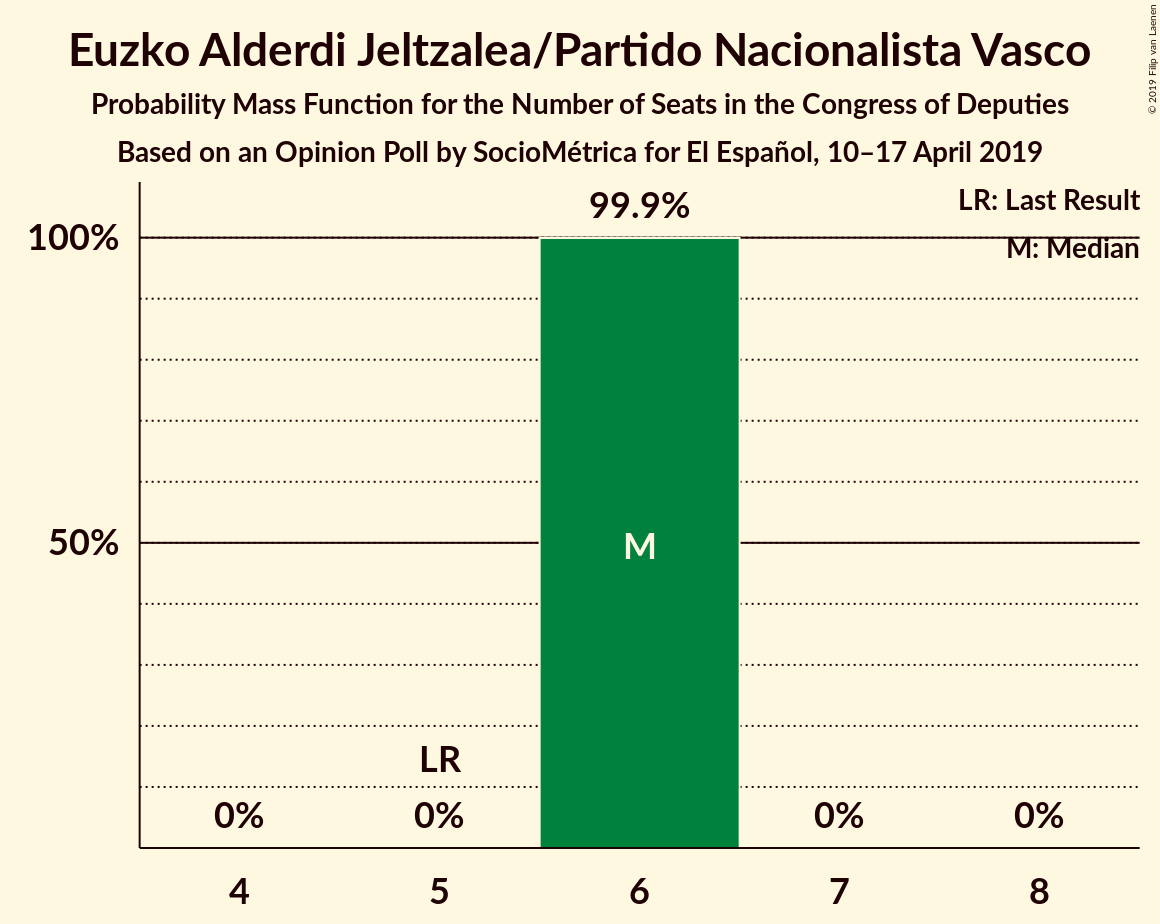 Euzko Alderdi Jeltzalea/Partido Nacionalista Vasco
Probability Mass Function for the Number of Seats in the Congress of Deputies
Based on an Opinion Poll by SocioMétrica for El Español, 10–17 April 2019
© 2019 Filip van Laenen
LR: Last Result
M: Median
99.9%
100%
50%
M
LR
0%
0%
0%
0%
4
5
6
7
8